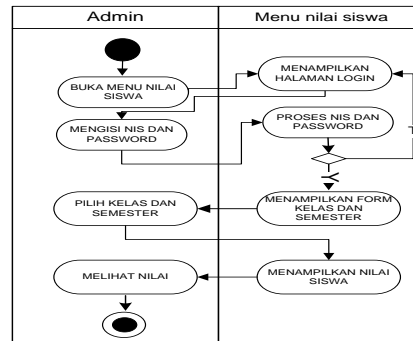 Admin
Menu nilai siswa
BUKA MENU NILAI
SISWA
MENAMPILKAN
HALAMAN LOGIN
MENGISI NIS DAN
PASSWORD
PROSES NIS DAN
PASSWORD
Y
PILIH KELAS DAN
SEMESTER
MENAMPILKAN FORM
KELAS DAN
SEMESTER
MELIHAT NILAI
MENAMPILKAN NILAI
SISWA